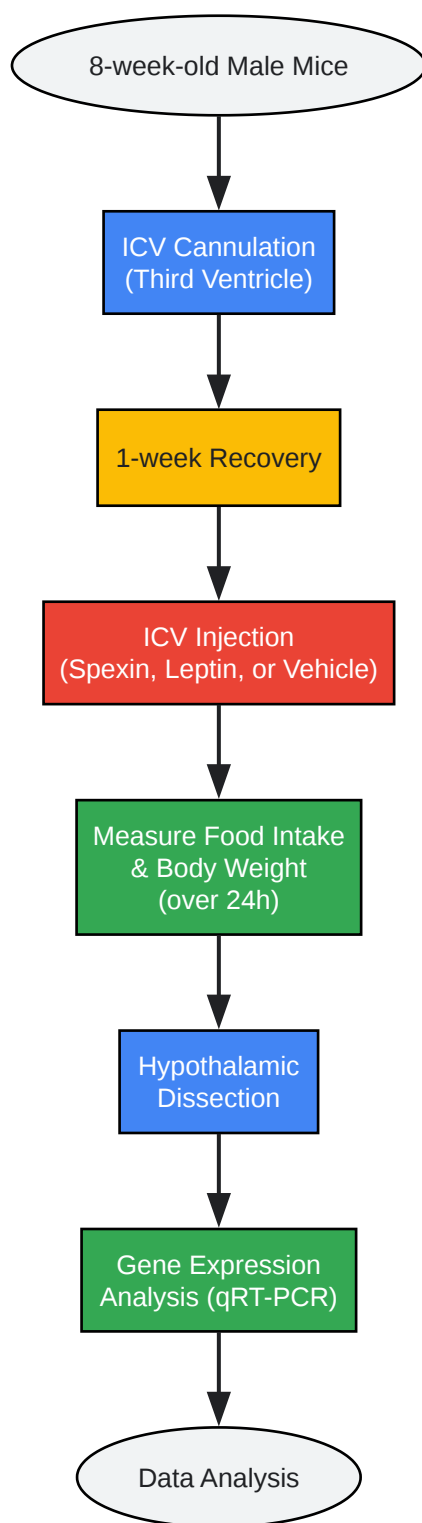 8-week-old Male Mice
ICV Cannulation
(Third Ventricle)
1-week Recovery
ICV Injection
(Spexin, Leptin, or Vehicle)
Measure Food Intake
& Body Weight
(over 24h)
Hypothalamic
Dissection
Gene Expression
Analysis (qRT-PCR)
Data Analysis